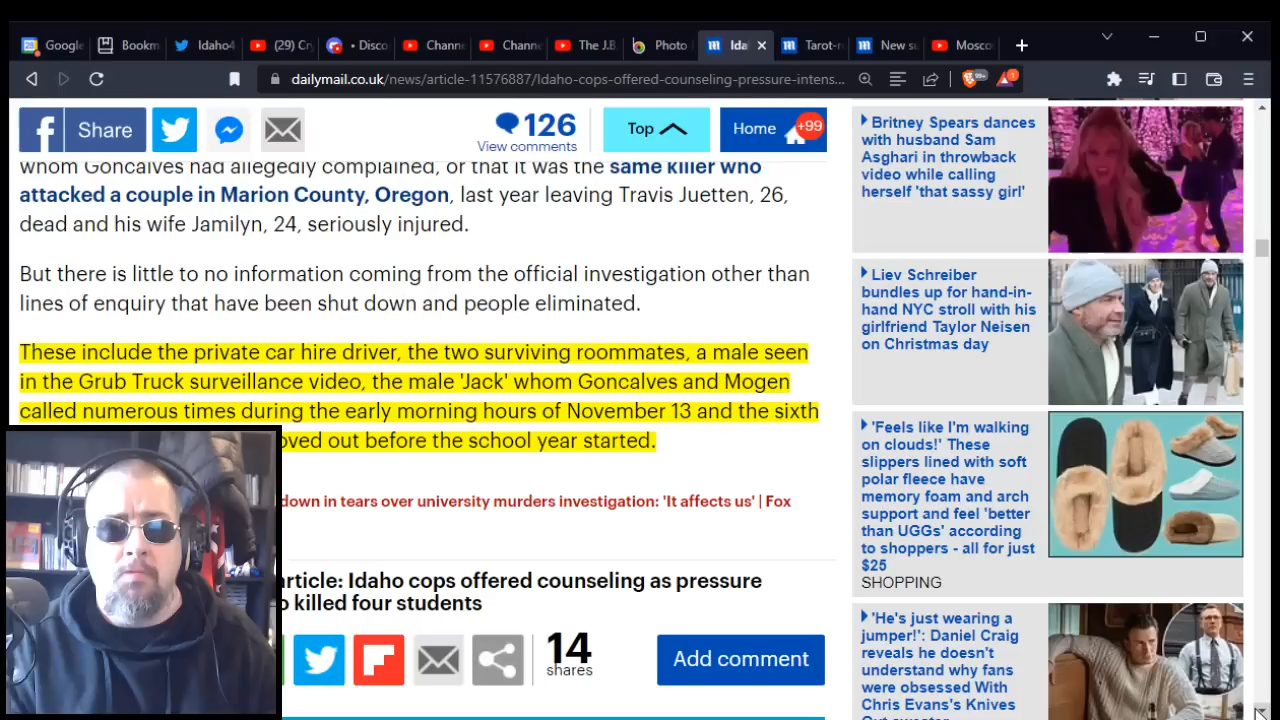 Google
Bookm
Idaho4
(29) Cr
• Disco
Chann
Chann
The J.B.
Photo
Ida
Tarot-r
New su
Mosco
dailymail.co.uk/news/article-11576887/Idaho-cops-offered-counseling-pressure-intens...
99+
1
Share
126
View comments
Top
Home
+99
whom Goncalves had allegedly complained, or that it was the same killer who
attacked a couple in Marion County, Oregon, last year leaving Travis Juetten, 26,
dead and his wife Jamilyn, 24, seriously injured.
But there is little to no information coming from the official investigation other than
lines of enquiry that have been shut down and people eliminated.
These include the private car hire driver, the two surviving roommates, a male seen
in the Grub Truck surveillance video, the male 'Jack' whom Goncalves and Mogen
called numerous times during the early morning hours of November 13 and the sixth
oved out before the school year started.
down in tears over university murders investigation: 'It affects us' | Fox
article: Idaho cops offered counseling as pressure
o killed four students
14
shares
Add comment
Britney Spears dances
with husband Sam
Asghari in throwback
video while calling
herself 'that sassy girl'
Liev Schreiber
bundles up for hand-in-
hand NYC stroll with his
girlfriend Taylor Neisen
on Christmas day
'Feels like I'm walking
on clouds!' These
slippers lined with soft
polar fleece have
memory foam and arch
support and feel 'better
than UGGs' according
to shoppers - all for just
$25
SHOPPING
'He's just wearing a
jumper!': Daniel Craig
reveals he doesn't
understand why fans
were obsessed With
Chris Evans's Knives
Out sweater